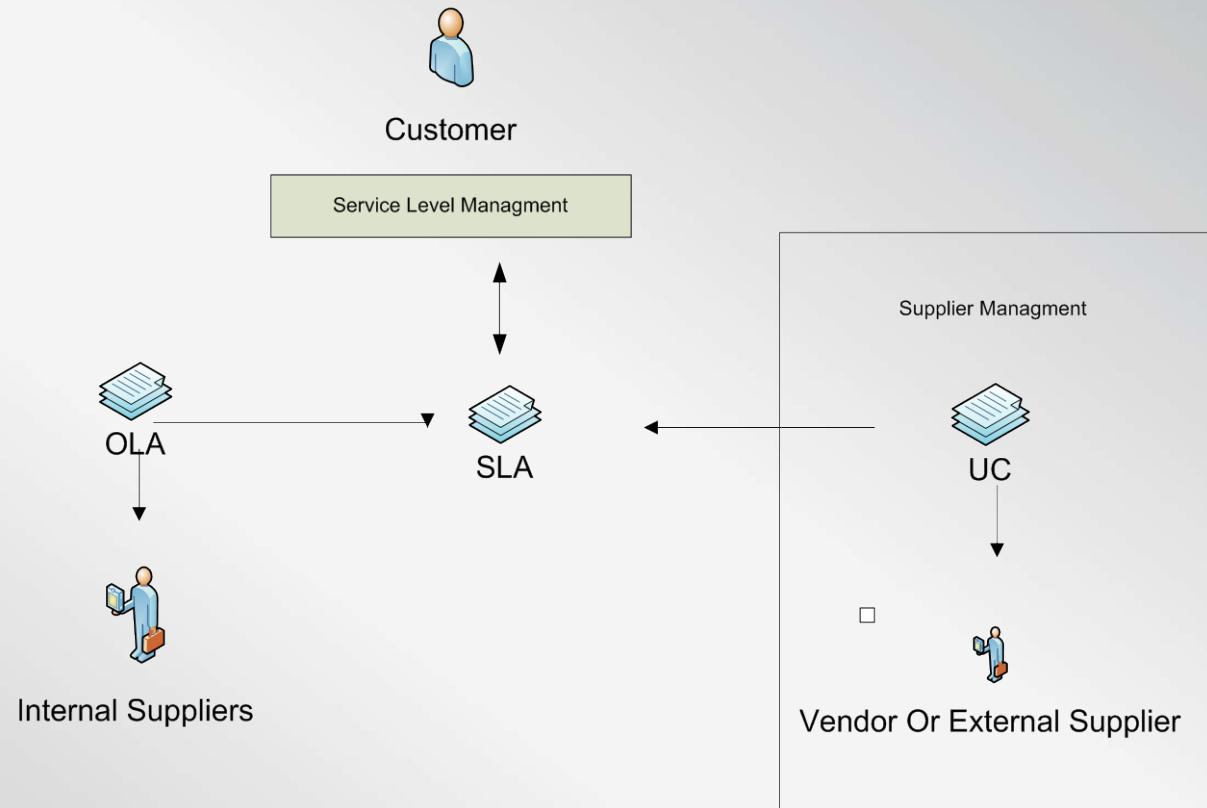 Customer
Service Level Managment
Supplier Managment
OLA
SLA
UC
Internal Suppliers
Vendor Or External Supplier